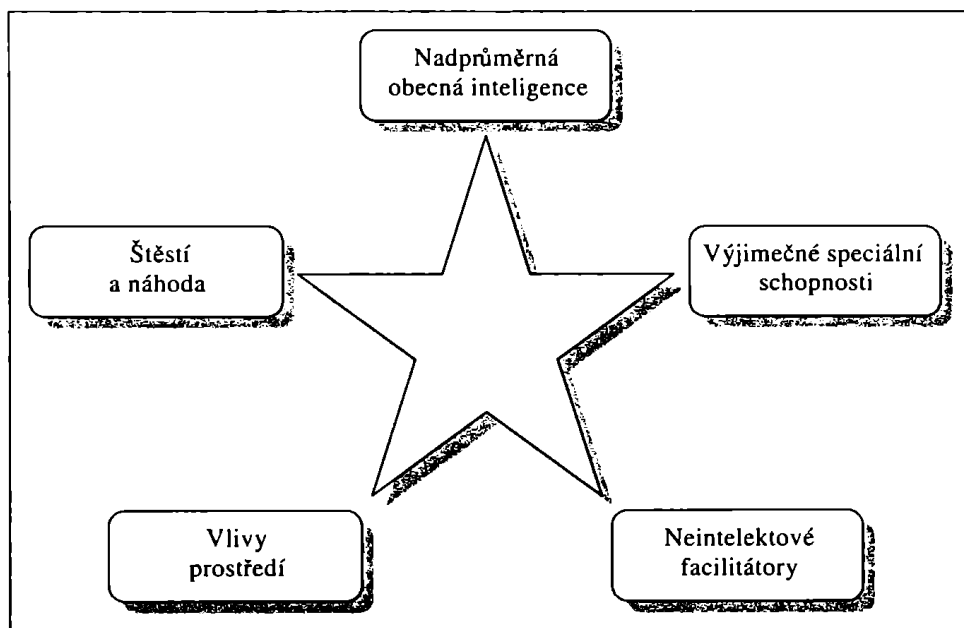 Nadprůměrná
obecná inteligence
Štěstí
a náhoda
Výjimečné speciální
schopnosti
Vlivy
prostředí
Neintelektové
facilitátory